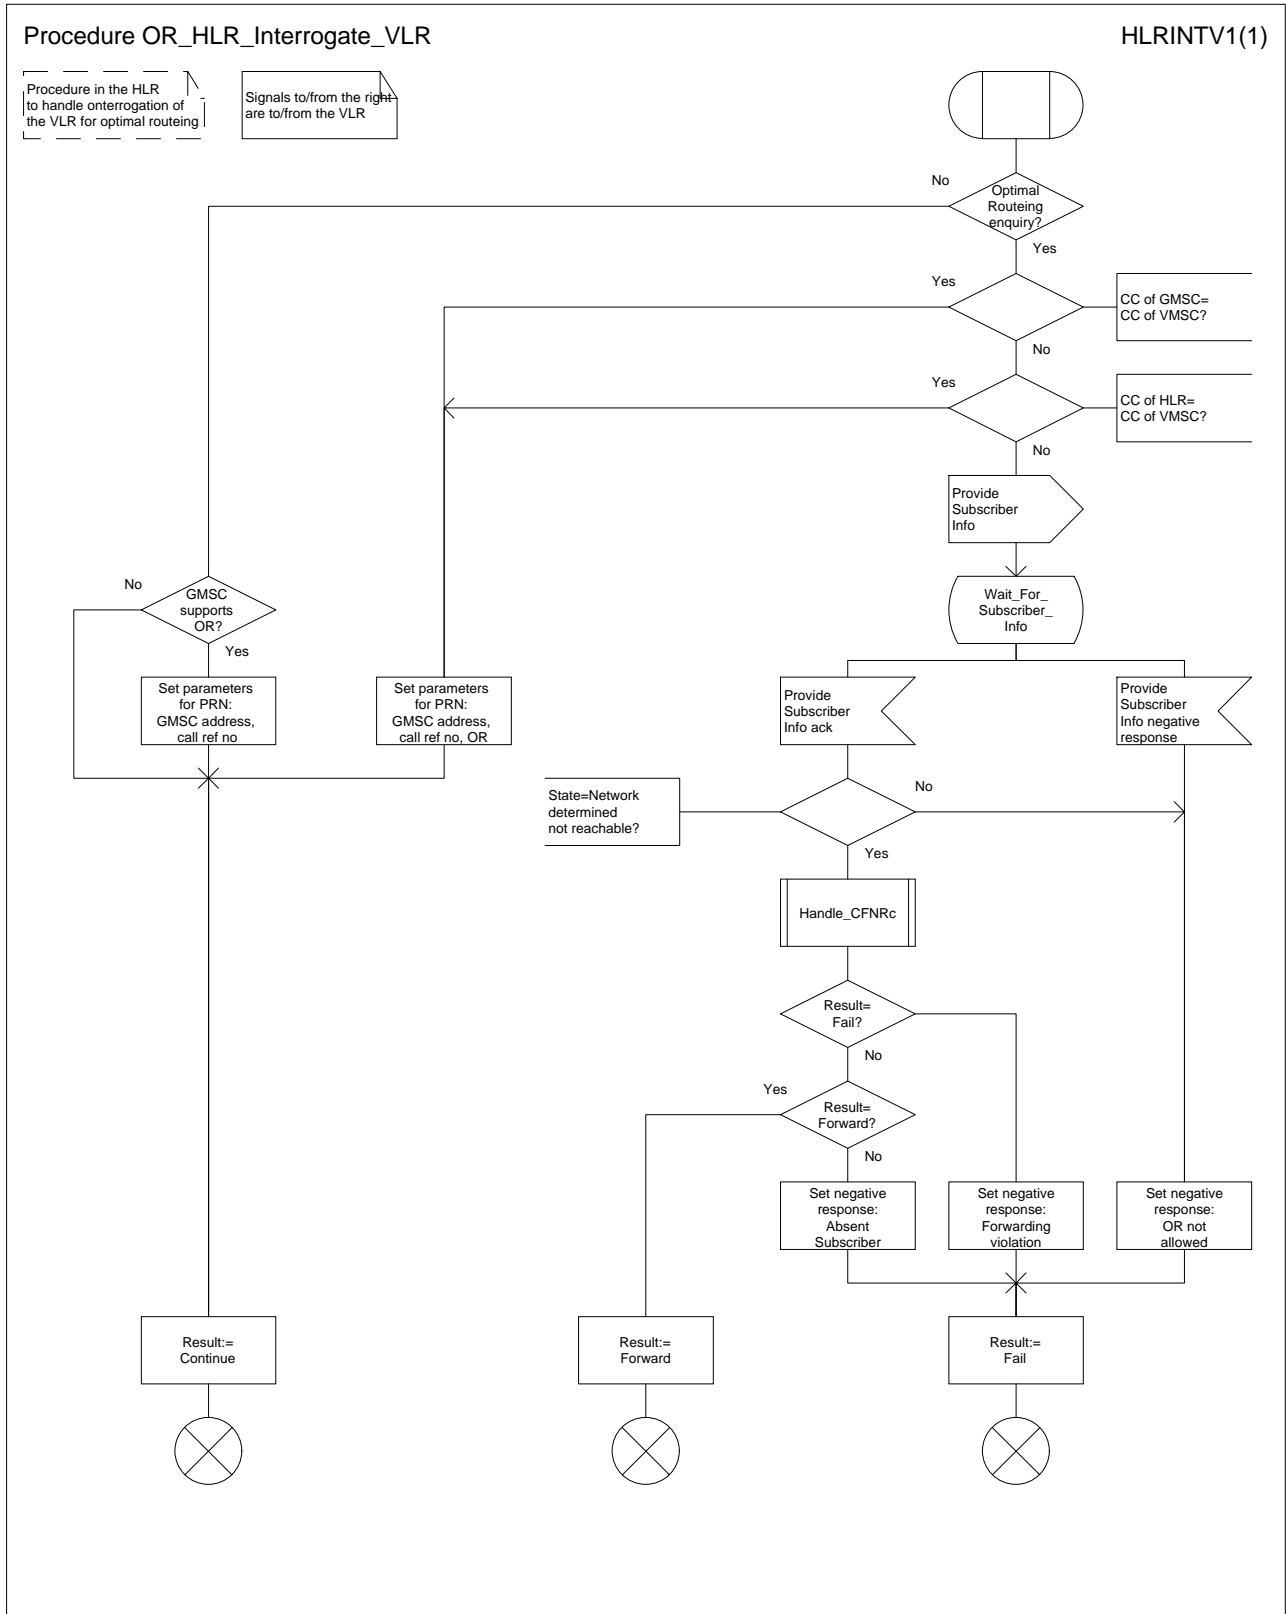 Procedure OR_HLR_Interrogate_VLR
HLRINTV1(1)
Procedure in the HLR
to handle onterrogation of
the VLR for optimal routeing
Signals to/from the right
are to/from the VLR
No
Optimal
Routeing
enquiry?
Yes
Yes
CC of GMSC=
CC of VMSC?
No
Yes
CC of HLR=
CC of VMSC?
No
Provide
Subscriber
Info
No
GMSC
supports
OR?
Yes
Wait_For_
Subscriber_
Info
Set parameters
for PRN:
GMSC address,
call ref no
Set parameters
for PRN:
GMSC address,
call ref no, OR
Provide
Subscriber
Info ack
Provide
Subscriber
Info negative
response
State=Network
determined
not reachable?
No
Yes
Handle_CFNRc
Result=
Fail?
No
Yes
Result=
Forward?
No
Set negative
response:
Absent
Subscriber
Set negative
response:
Forwarding
violation
Set negative
response:
OR not
allowed
Result:=
Continue
Result:=
Forward
Result:=
Fail